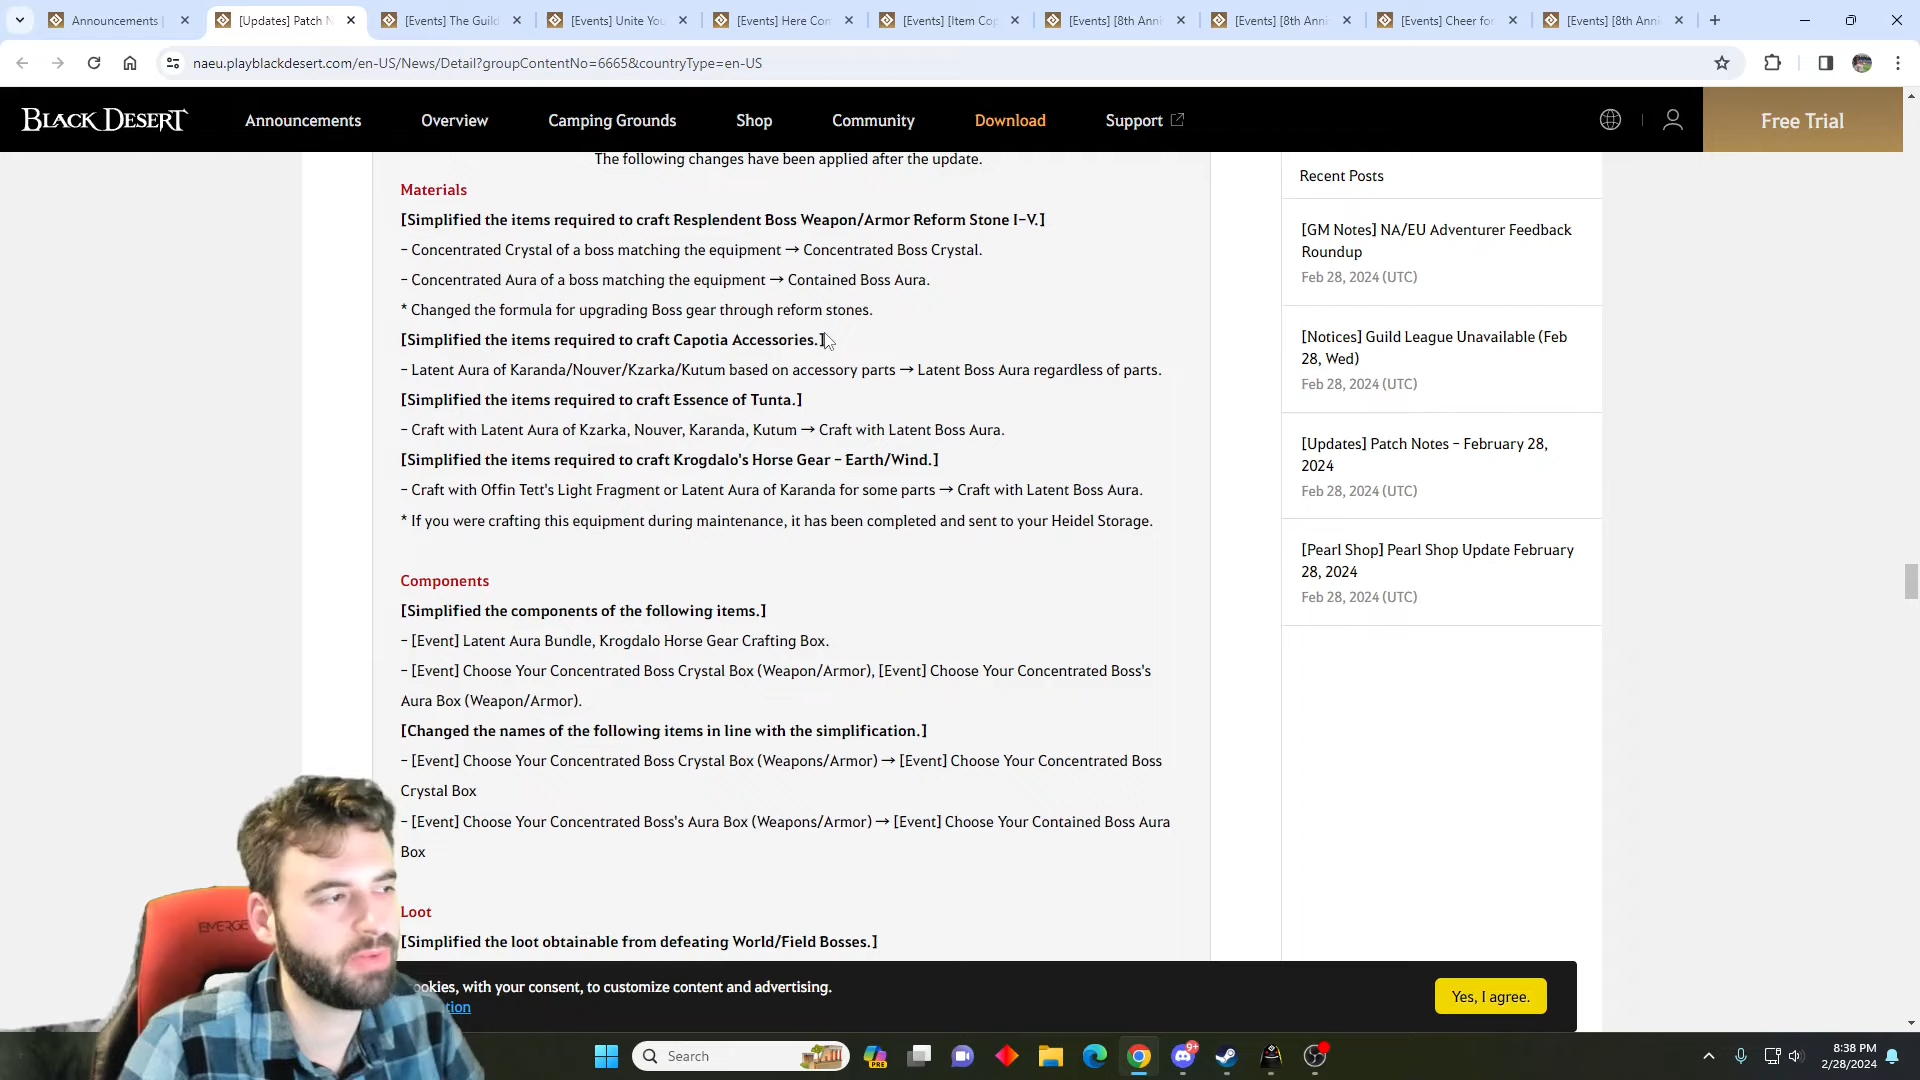 Announcements |
[Updates] Patch N
[Events] The Guild
[Events] Unite You
[Events] Here Com
[Events] [Item Cop
[Events] [8th Anni
[Events] [8th Anni
[Events] Cheer for
[Events] [8th Anni
naeu.playblackdesert.com/en-US/News/Detail?groupContentNo=6665&countryType=en-US
BLACK DESERT
Announcements
Overview
Camping Grounds
Shop
Community
Download
Support
Free Trial
The following changes have been applied after the update.
Materials
[Simplified the items required to craft Resplendent Boss Weapon/Armor Reform Stone I–V.]
– Concentrated Crystal of a boss matching the equipment → Concentrated Boss Crystal.
– Concentrated Aura of a boss matching the equipment → Contained Boss Aura.
* Changed the formula for upgrading Boss gear through reform stones.
[Simplified the items required to craft Capotia Accessories.]
– Latent Aura of Karanda/Nouver/Kzarka/Kutum based on accessory parts → Latent Boss Aura regardless of parts.
[Simplified the items required to craft Essence of Tunta.]
– Craft with Latent Aura of Kzarka, Nouver, Karanda, Kutum → Craft with Latent Boss Aura.
[Simplified the items required to craft Krogdalo's Horse Gear – Earth/Wind.]
– Craft with Offin Tett's Light Fragment or Latent Aura of Karanda for some parts → Craft with Latent Boss Aura.
* If you were crafting this equipment during maintenance, it has been completed and sent to your Heidel Storage.
Components
[Simplified the components of the following items.]
– [Event] Latent Aura Bundle, Krogdalo Horse Gear Crafting Box.
– [Event] Choose Your Concentrated Boss Crystal Box (Weapon/Armor), [Event] Choose Your Concentrated Boss's
Aura Box (Weapon/Armor).
[Changed the names of the following items in line with the simplification.]
– [Event] Choose Your Concentrated Boss Crystal Box (Weapons/Armor) → [Event] Choose Your Concentrated Boss
Crystal Box
– [Event] Choose Your Concentrated Boss's Aura Box (Weapons/Armor) → [Event] Choose Your Contained Boss Aura
Box
Loot
[Simplified the loot obtainable from defeating World/Field Bosses.]
Recent Posts
[GM Notes] NA/EU Adventurer Feedback
Roundup
Feb 28, 2024 (UTC)
[Notices] Guild League Unavailable (Feb
28, Wed)
Feb 28, 2024 (UTC)
[Updates] Patch Notes – February 28,
2024
Feb 28, 2024 (UTC)
[Pearl Shop] Pearl Shop Update February
28, 2024
Feb 28, 2024 (UTC)
ookies, with your consent, to customize content and advertising.
tion
Yes, I agree.
EMERGE
Search
PRE
9+
8:38 PM
2/28/2024